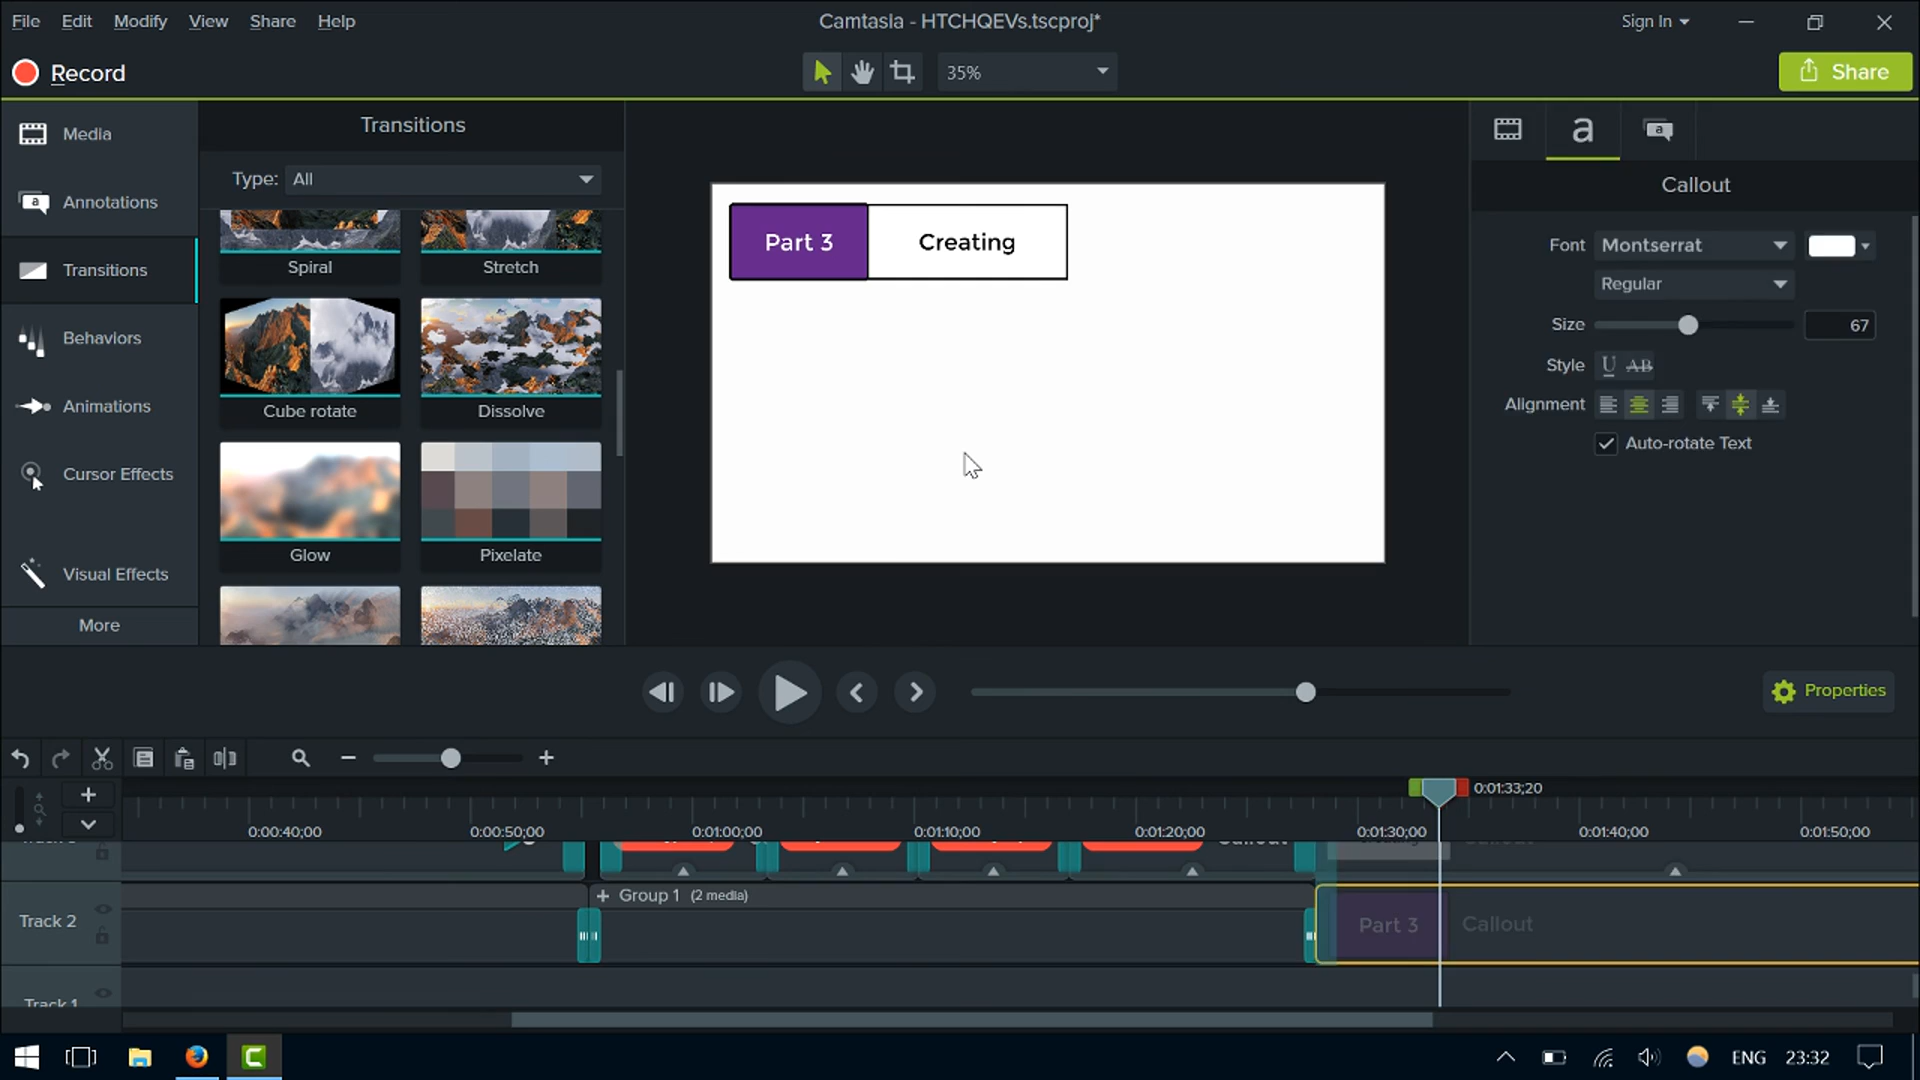 File Edit Modify View Share Help
Camtasia - HTCHQEVs.tscproj*
Sign In
Record
35%
Share
Media
Annotations
Transitions
Behaviors
Animations
Cursor Effects
Visual Effects
More
Transitions
Type: All
Spiral
Stretch
Cube rotate
Dissolve
Glow
Pixelate
Part 3
Creating
a
Callout
Font Montserrat
Regular
Size 67
Style U AB
Alignment
Auto-rotate Text
Properties
0:01:33;20
0:00:40;00
0:00:50;00
0:01:00;00
0:01:10;00
0:01:20;00
0:01:30;00
0:01:40;00
0:01:50;00
Track 2
Group 1 (2 media)
Part 3
Callout
Track 1
ENG
23:32